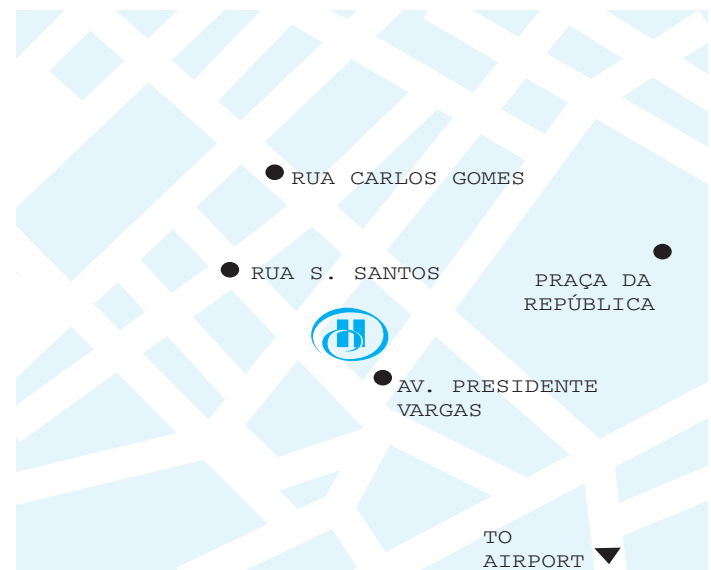 RUA CARLOS GOMES
RUA S. SANTOS
PRAÇA DA
REPÚBLICA
AV. PRESIDENTE
VARGAS
TO
AIRPORT